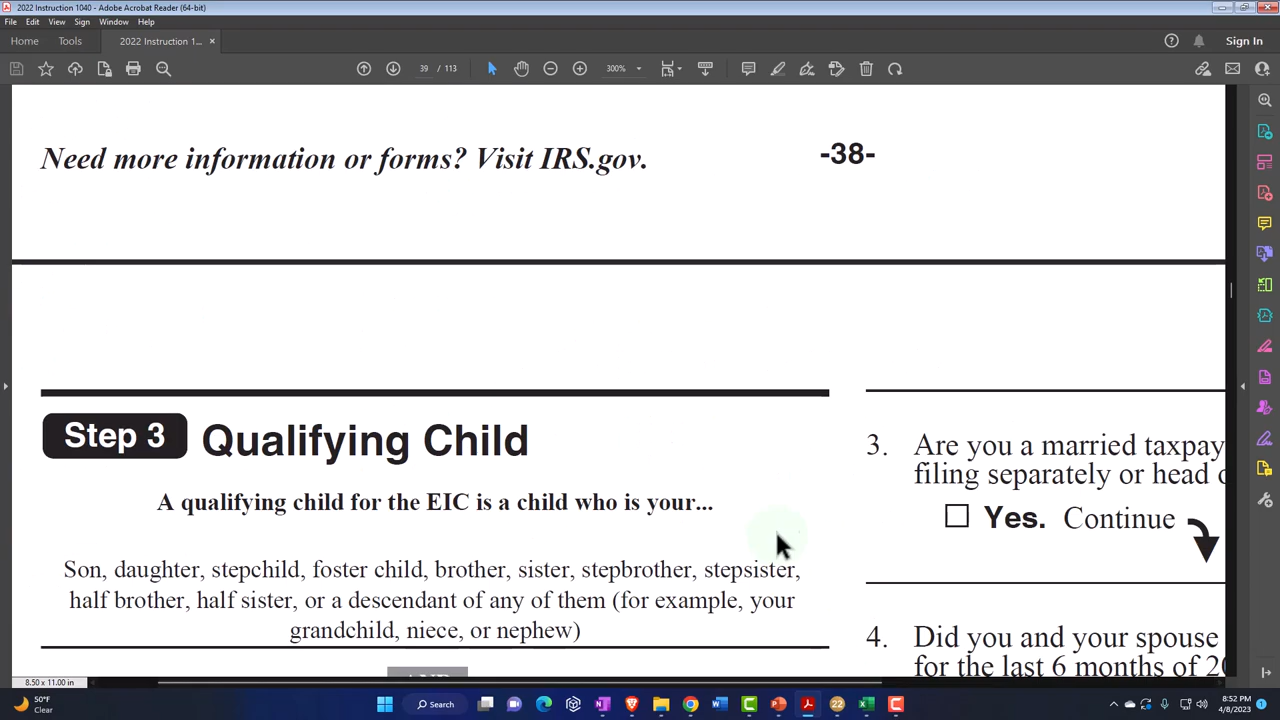 2022 Instruction 1040 - Adobe Acrobat Reader (64-bit)
File Edit View Sign Window Help
Home Tools 2022 Instruction 1... × Sign In
39 / 113 300%
Need more information or forms? Visit IRS.gov. -38-
Step 3 Qualifying Child
A qualifying child for the EIC is a child who is your...
Son, daughter, stepchild, foster child, brother, sister, stepbrother, stepsister,
half brother, half sister, or a descendant of any of them (for example, your
grandchild, niece, or nephew)
3. Are you a married taxpay
filing separately or head o
Yes. Continue
4. Did you and your spouse
for the last 6 months of 20
8.50 x 11.00 in
50°F
Clear
Search
22
8:52 PM
4/8/2023